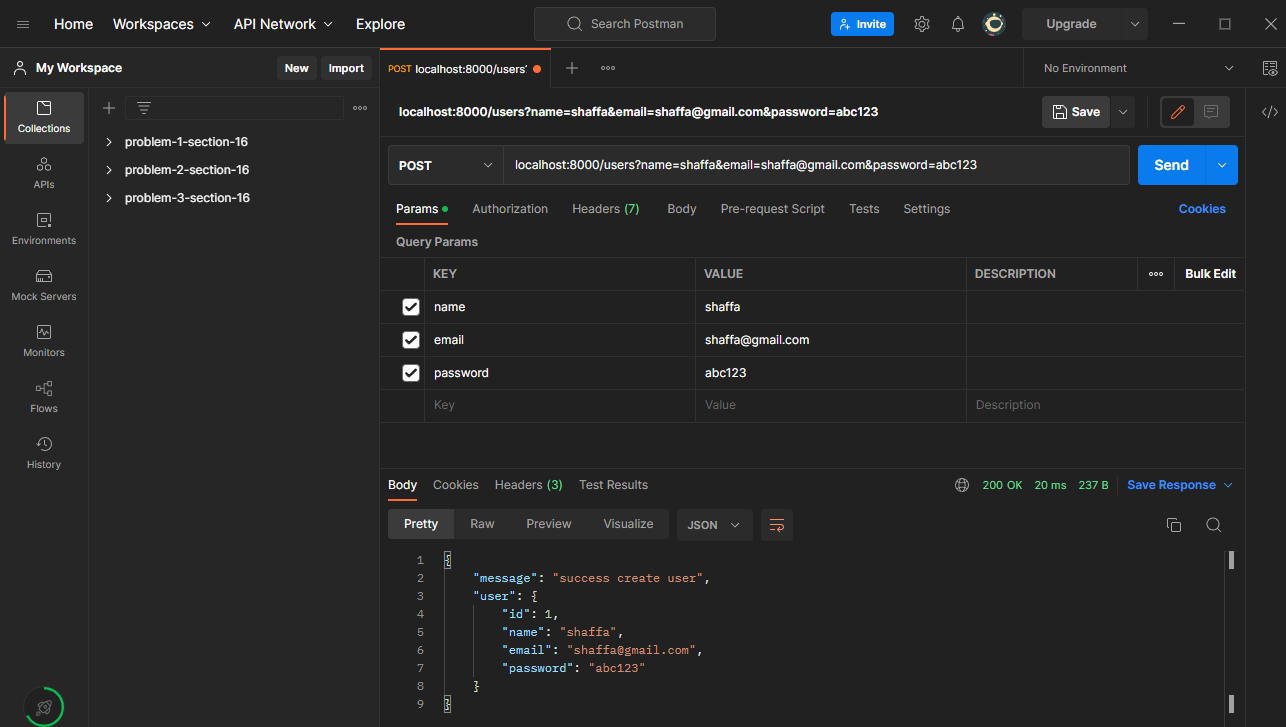 Home Workspaces API Network Explore Search Postman Invite Upgrade
My Workspace New Import POST localhost:8000/users? No Environment
Collections
APIs
Environments
Mock Servers
Monitors
Flows
History
problem-1-section-16
problem-2-section-16
problem-3-section-16
localhost:8000/users?name=shaffa&email=shaffa@gmail.com&password=abc123 Save
POST localhost:8000/users?name=shaffa&email=shaffa@gmail.com&password=abc123 Send
Params Authorization Headers (7) Body Pre-request Script Tests Settings Cookies
Query Params
KEY VALUE DESCRIPTION Bulk Edit
name shaffa
email shaffa@gmail.com
password abc123
Key Value Description
Body Cookies Headers (3) Test Results 200 OK 20 ms 237 B Save Response
Pretty Raw Preview Visualize JSON
1 {
2 "message": "success create user",
3 "user": {
4 "id": 1,
5 "name": "shaffa",
6 "email": "shaffa@gmail.com",
7 "password": "abc123"
8 }
9 }